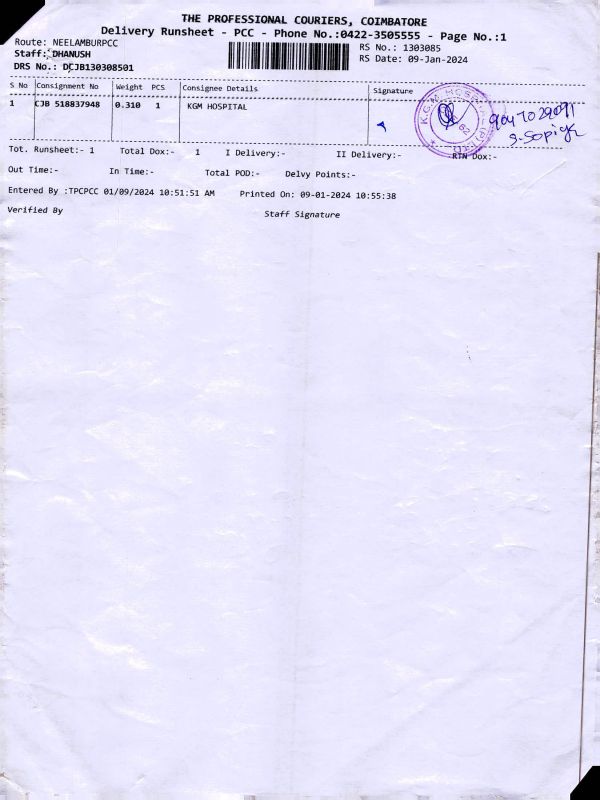 THE PROFESSIONAL COURIERS, COIMBATORE
Delivery Runsheet - PCC - Phone No.:0422-3505555 - Page No.:1
Route: NEELAMBURPCC
RS No.: 1303085
Staff: DHANUSH
RS Date: 09-Jan-2024
DRS No.: DCJB130308501
S No Consignment No Weight PCS Consignee Details Signature
1 CJB 518837948 0.310 1 KGM HOSPITAL
K.G.M HOSPITAL
S. Sopiya
Tot. Runsheet:- 1 Total Dox:- 1 I Delivery:- II Delivery:- RTN Dox:-
Out Time:- In Time:- Total POD:- Delvy Points:-
Entered By :TPCPCC 01/09/2024 10:51:51 AM Printed On: 09-01-2024 10:55:38
Verified By Staff Signature